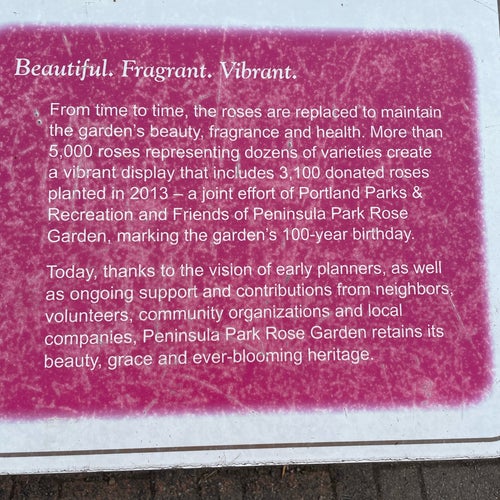 Beautiful. Fragrant. Vibrant.
From time to time, the roses are replaced to maintain
the garden's beauty, fragrance and health. More than
5,000 roses representing dozens of varieties create
a vibrant display that includes 3,100 donated roses
planted in 2013 – a joint effort of Portland Parks &
Recreation and Friends of Peninsula Park Rose
Garden, marking the garden's 100-year birthday.
Today, thanks to the vision of early planners, as well
as ongoing support and contributions from neighbors,
volunteers, community organizations and local
companies, Peninsula Park Rose Garden retains its
beauty, grace and ever-blooming heritage.